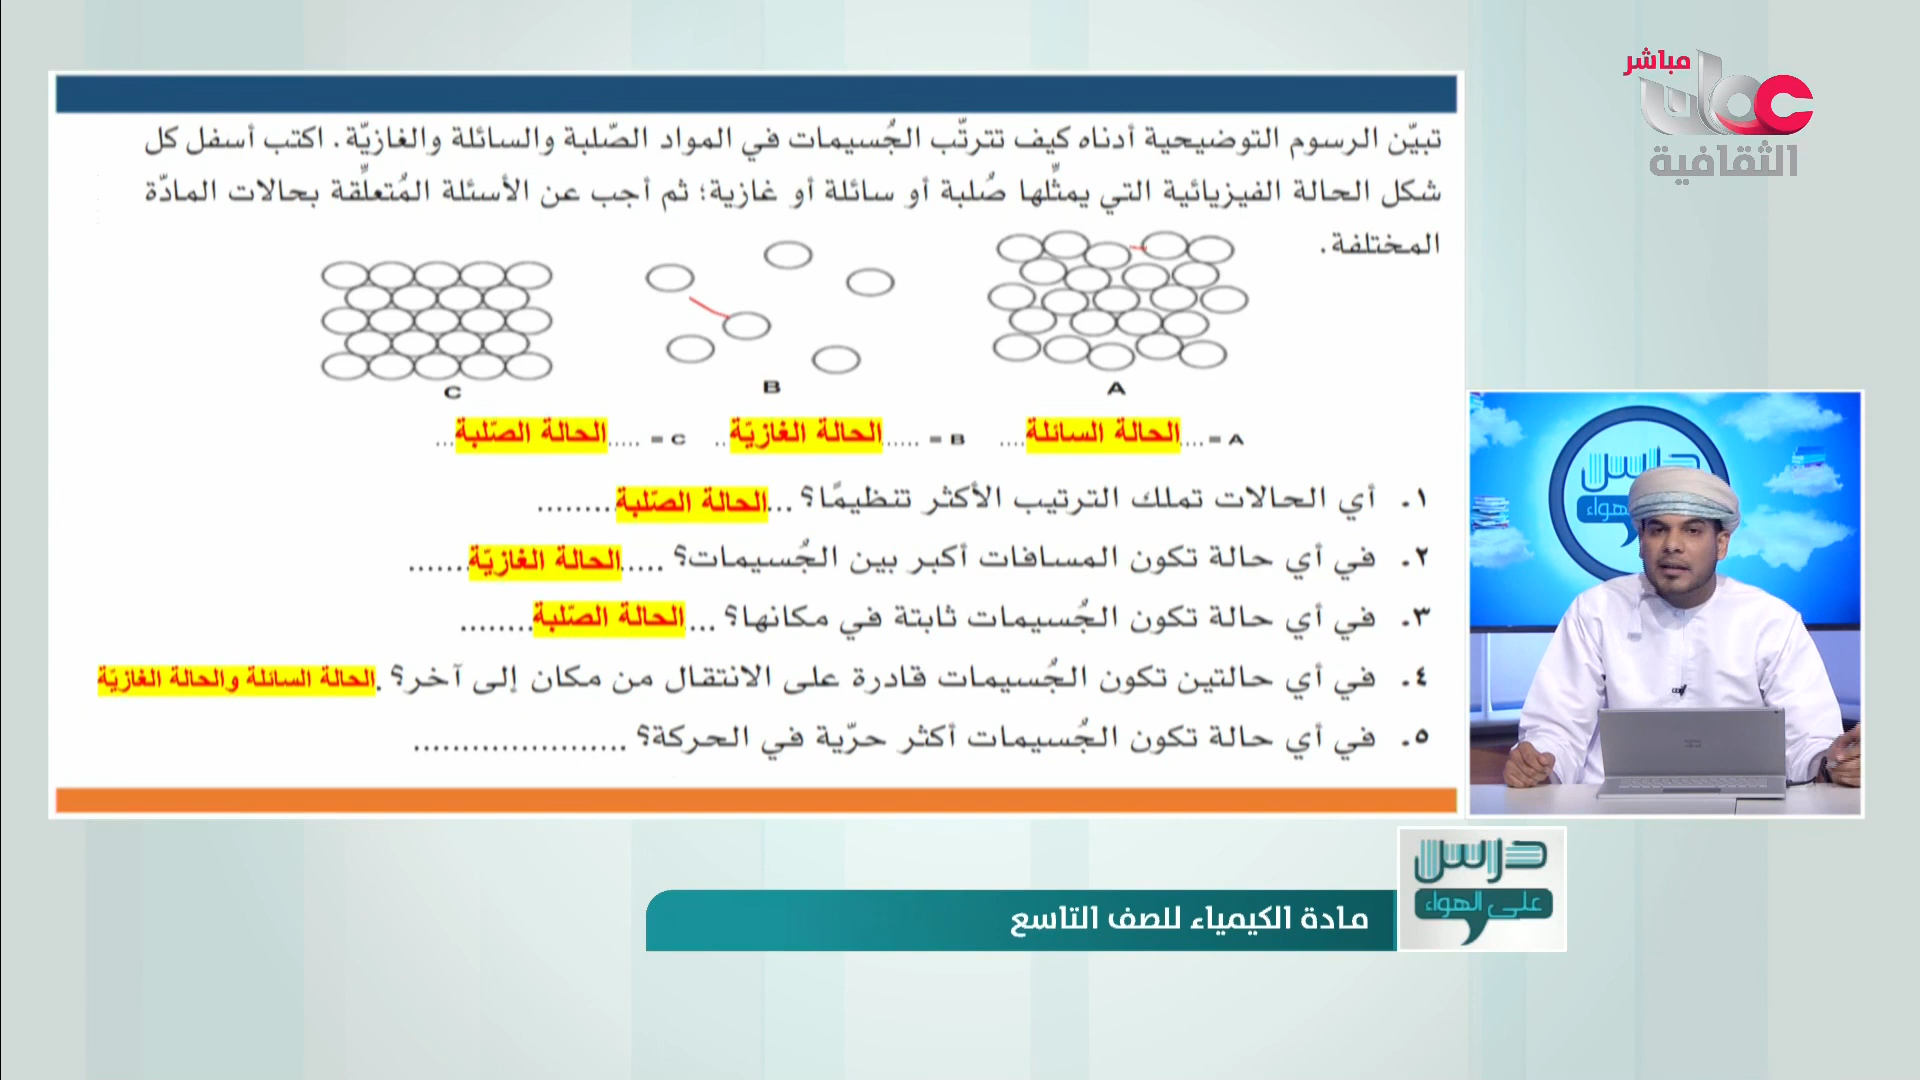 مباشر
عمان
الثقافية
تبيّن الرسوم التوضيحية أدناه كيف تترتّب الجُسيمات في المواد الصّلبة والسائلة والغازيّة. اكتب أسفل كل
شكل الحالة الفيزيائية التي يمثّلها صُلبة أو سائلة أو غازية؛ ثم أجب عن الأسئلة المُتعلِّقة بحالات المادّة
المختلفة.
A
B
C
A = ....الحالة السائلة....
B = .....الحالة الغازيّة..
C = .....الحالة الصّلبة...
١. أي الحالات تملك الترتيب الأكثر تنظيمًا؟ ...الحالة الصّلبة.........
٢. في أي حالة تكون المسافات أكبر بين الجُسيمات؟ .....الحالة الغازيّة.......
٣. في أي حالة تكون الجُسيمات ثابتة في مكانها؟ ...الحالة الصّلبة........
٤. في أي حالتين تكون الجُسيمات قادرة على الانتقال من مكان إلى آخر؟ .الحالة السائلة والحالة الغازيّة
٥. في أي حالة تكون الجُسيمات أكثر حرّية في الحركة؟ ......................
درس
الهواء
درس
على الهواء
مادة الكيمياء للصف التاسع